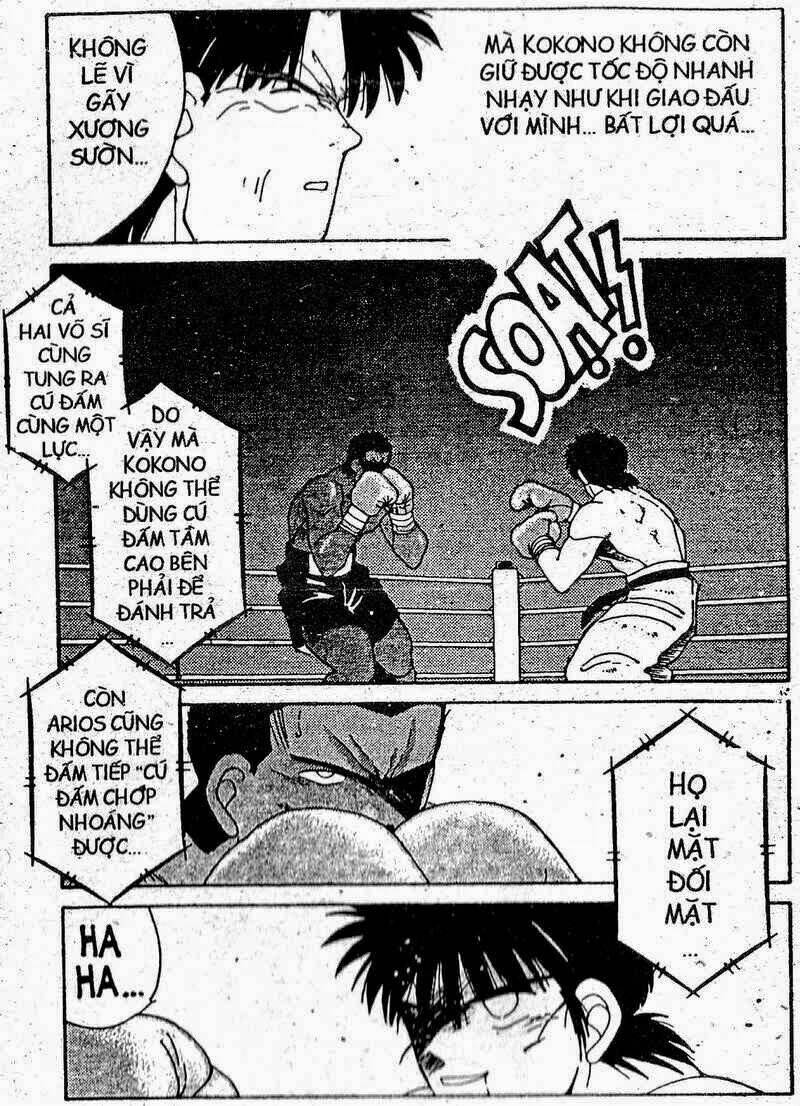 MÀ KOKONO KHÔNG CÒN
GIỮ ĐƯỢC TỐC ĐỘ NHANH
NHẠY NHƯ KHI GIAO ĐẤU
VỚI MÌNH... BẤT LỢI QUÁ...
KHÔNG
LẼ VÌ
GÃY
XƯƠNG
SƯỜN...
SOẠT!
CẢ
HAI VÕ SĨ
CÙNG
TUNG RA
CÚ ĐẤM
CÙNG MỘT
LỰC...
DO
VẬY MÀ
KOKONO
KHÔNG THỂ
DÙNG CÚ
ĐẤM TẦM
CAO BÊN
PHẢI ĐỂ
ĐÁNH TRẢ
...
CÒN
ARIOS CŨNG
KHÔNG THỂ
ĐẤM TIẾP "CÚ
ĐẤM CHỚP
NHOÁNG"
ĐƯỢC...
HỌ
LẠI
MẶT
ĐỐI
MẶT
...
HA
HA...